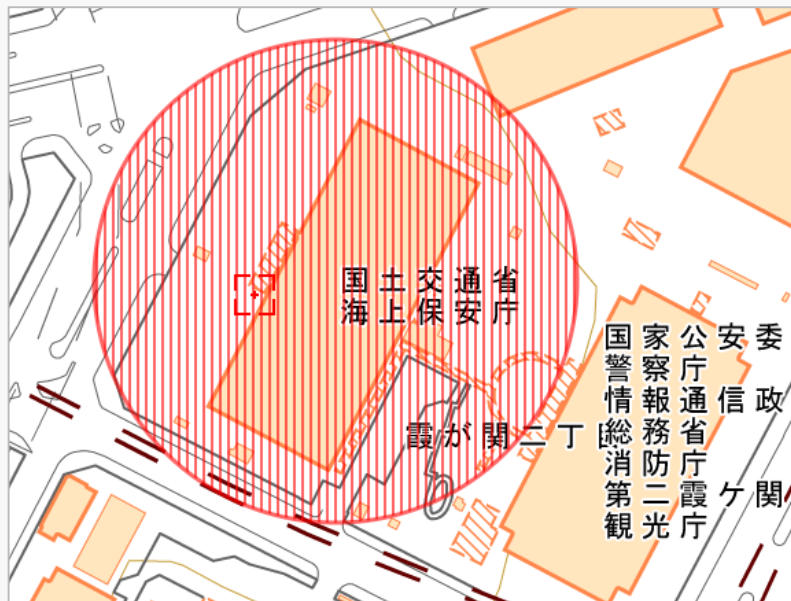 国土交通省
海上保安庁
国家公安委
警察庁
情報通信政
霞が関二丁
総務省
消防庁
第二霞ケ関
観光庁